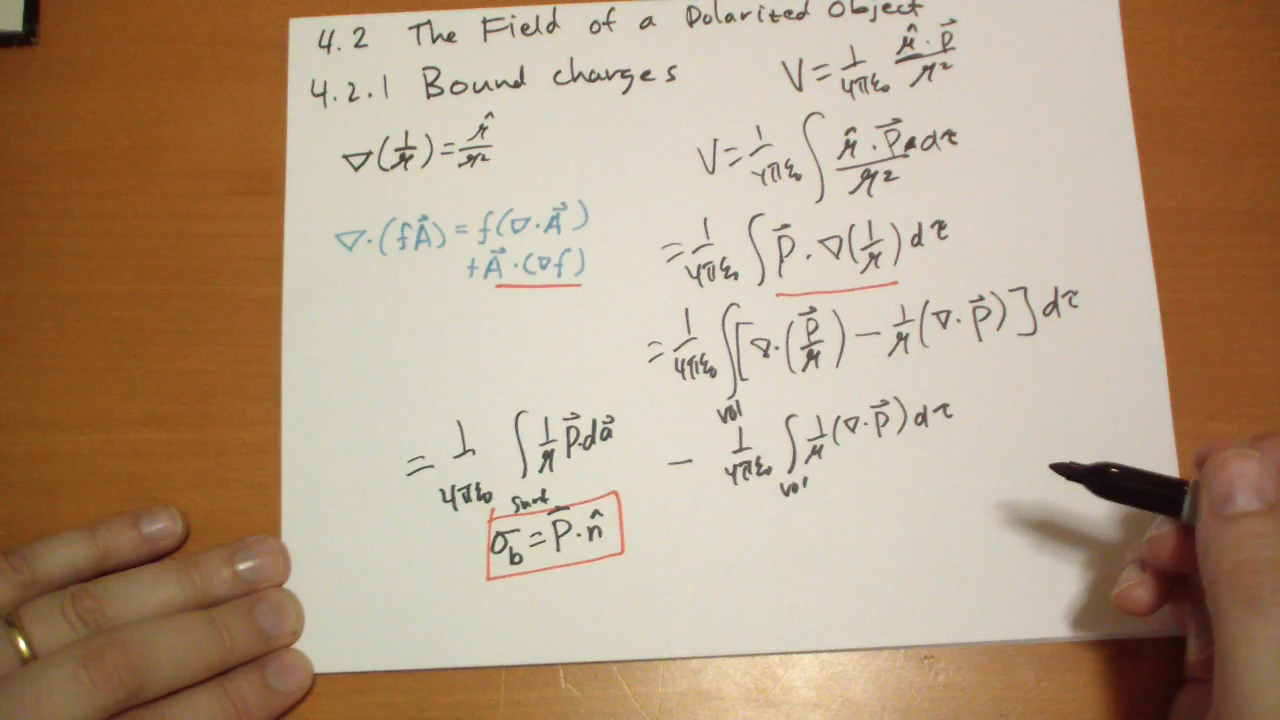 4.2 The Field of a Polarized Object
4.2.1 Bound charges
V = 1/4πε₀ 𝓇̂ · p⃗ / 𝓇²
∇(1/𝓇) = 𝓇̂/𝓇²
V = 1/4πε₀ ∫ 𝓇̂ · P⃗ dτ / 𝓇²
∇·(fA⃗) = f(∇·A⃗)
+ A⃗·(∇f)
= 1/4πε₀ ∫ P⃗ · ∇(1/𝓇) dτ
= 1/4πε₀ ∫vol [∇·(P⃗/𝓇) − 1/𝓇 (∇·P⃗)] dτ
= 1/4πε₀ ∫surf 1/𝓇 P⃗·da⃗ − 1/4πε₀ ∫vol 1/𝓇 (∇·P⃗) dτ
σb = P⃗·n̂